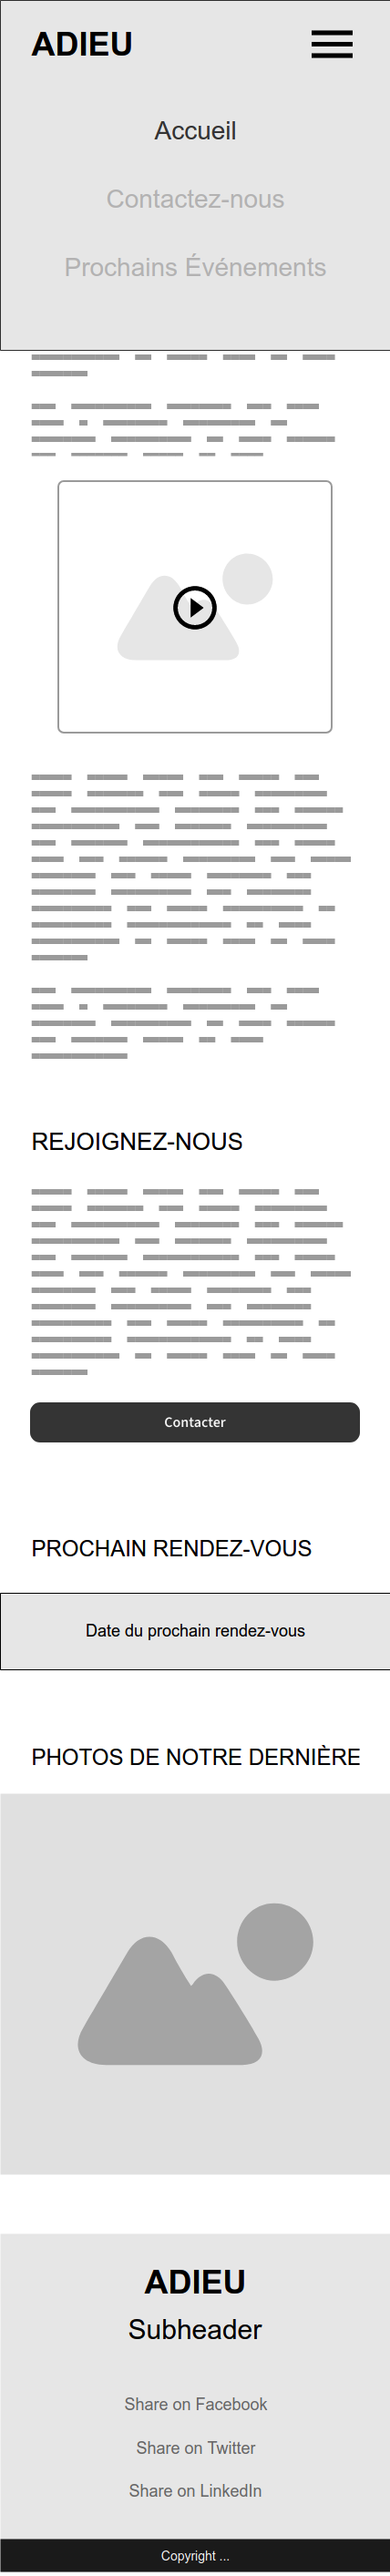 ADIEU
Accueil
Contactez-nous
Prochains Événements
REJOIGNEZ-NOUS
Contacter
PROCHAIN RENDEZ-VOUS
Date du prochain rendez-vous
PHOTOS DE NOTRE DERNIÈRE
ADIEU
Subheader
Share on Facebook
Share on Twitter
Share on LinkedIn
Copyright ...